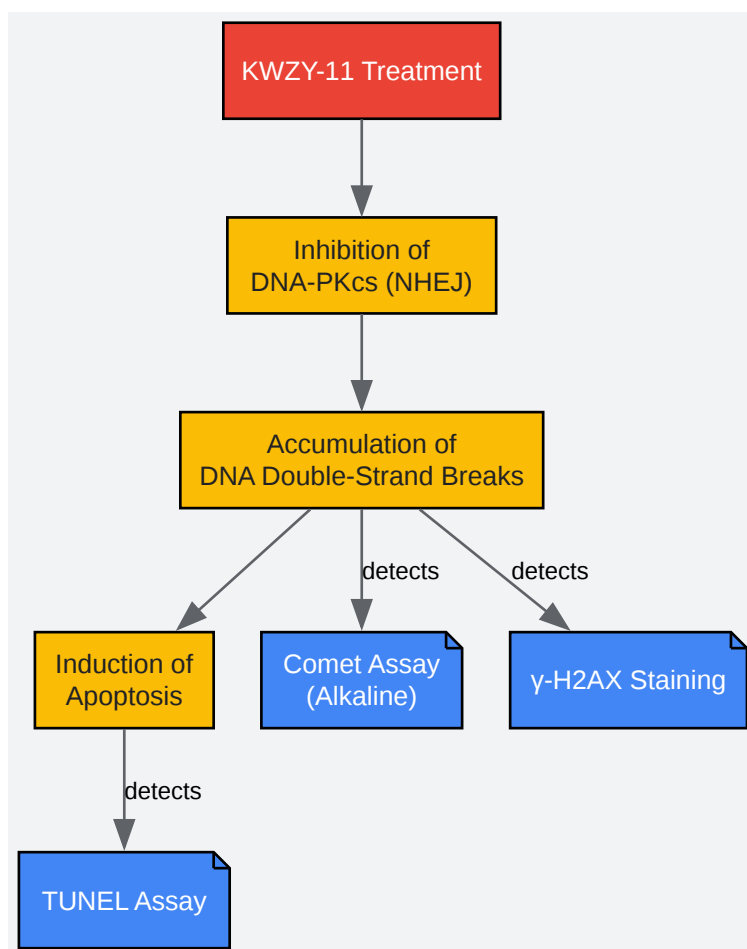 KWZY-11 Treatment
Inhibition of
DNA-PKcs (NHEJ)
Accumulation of
DNA Double-Strand Breaks
detects
detects
Induction of
Apoptosis
Comet Assay
(Alkaline)
γ-H2AX Staining
detects
TUNEL Assay